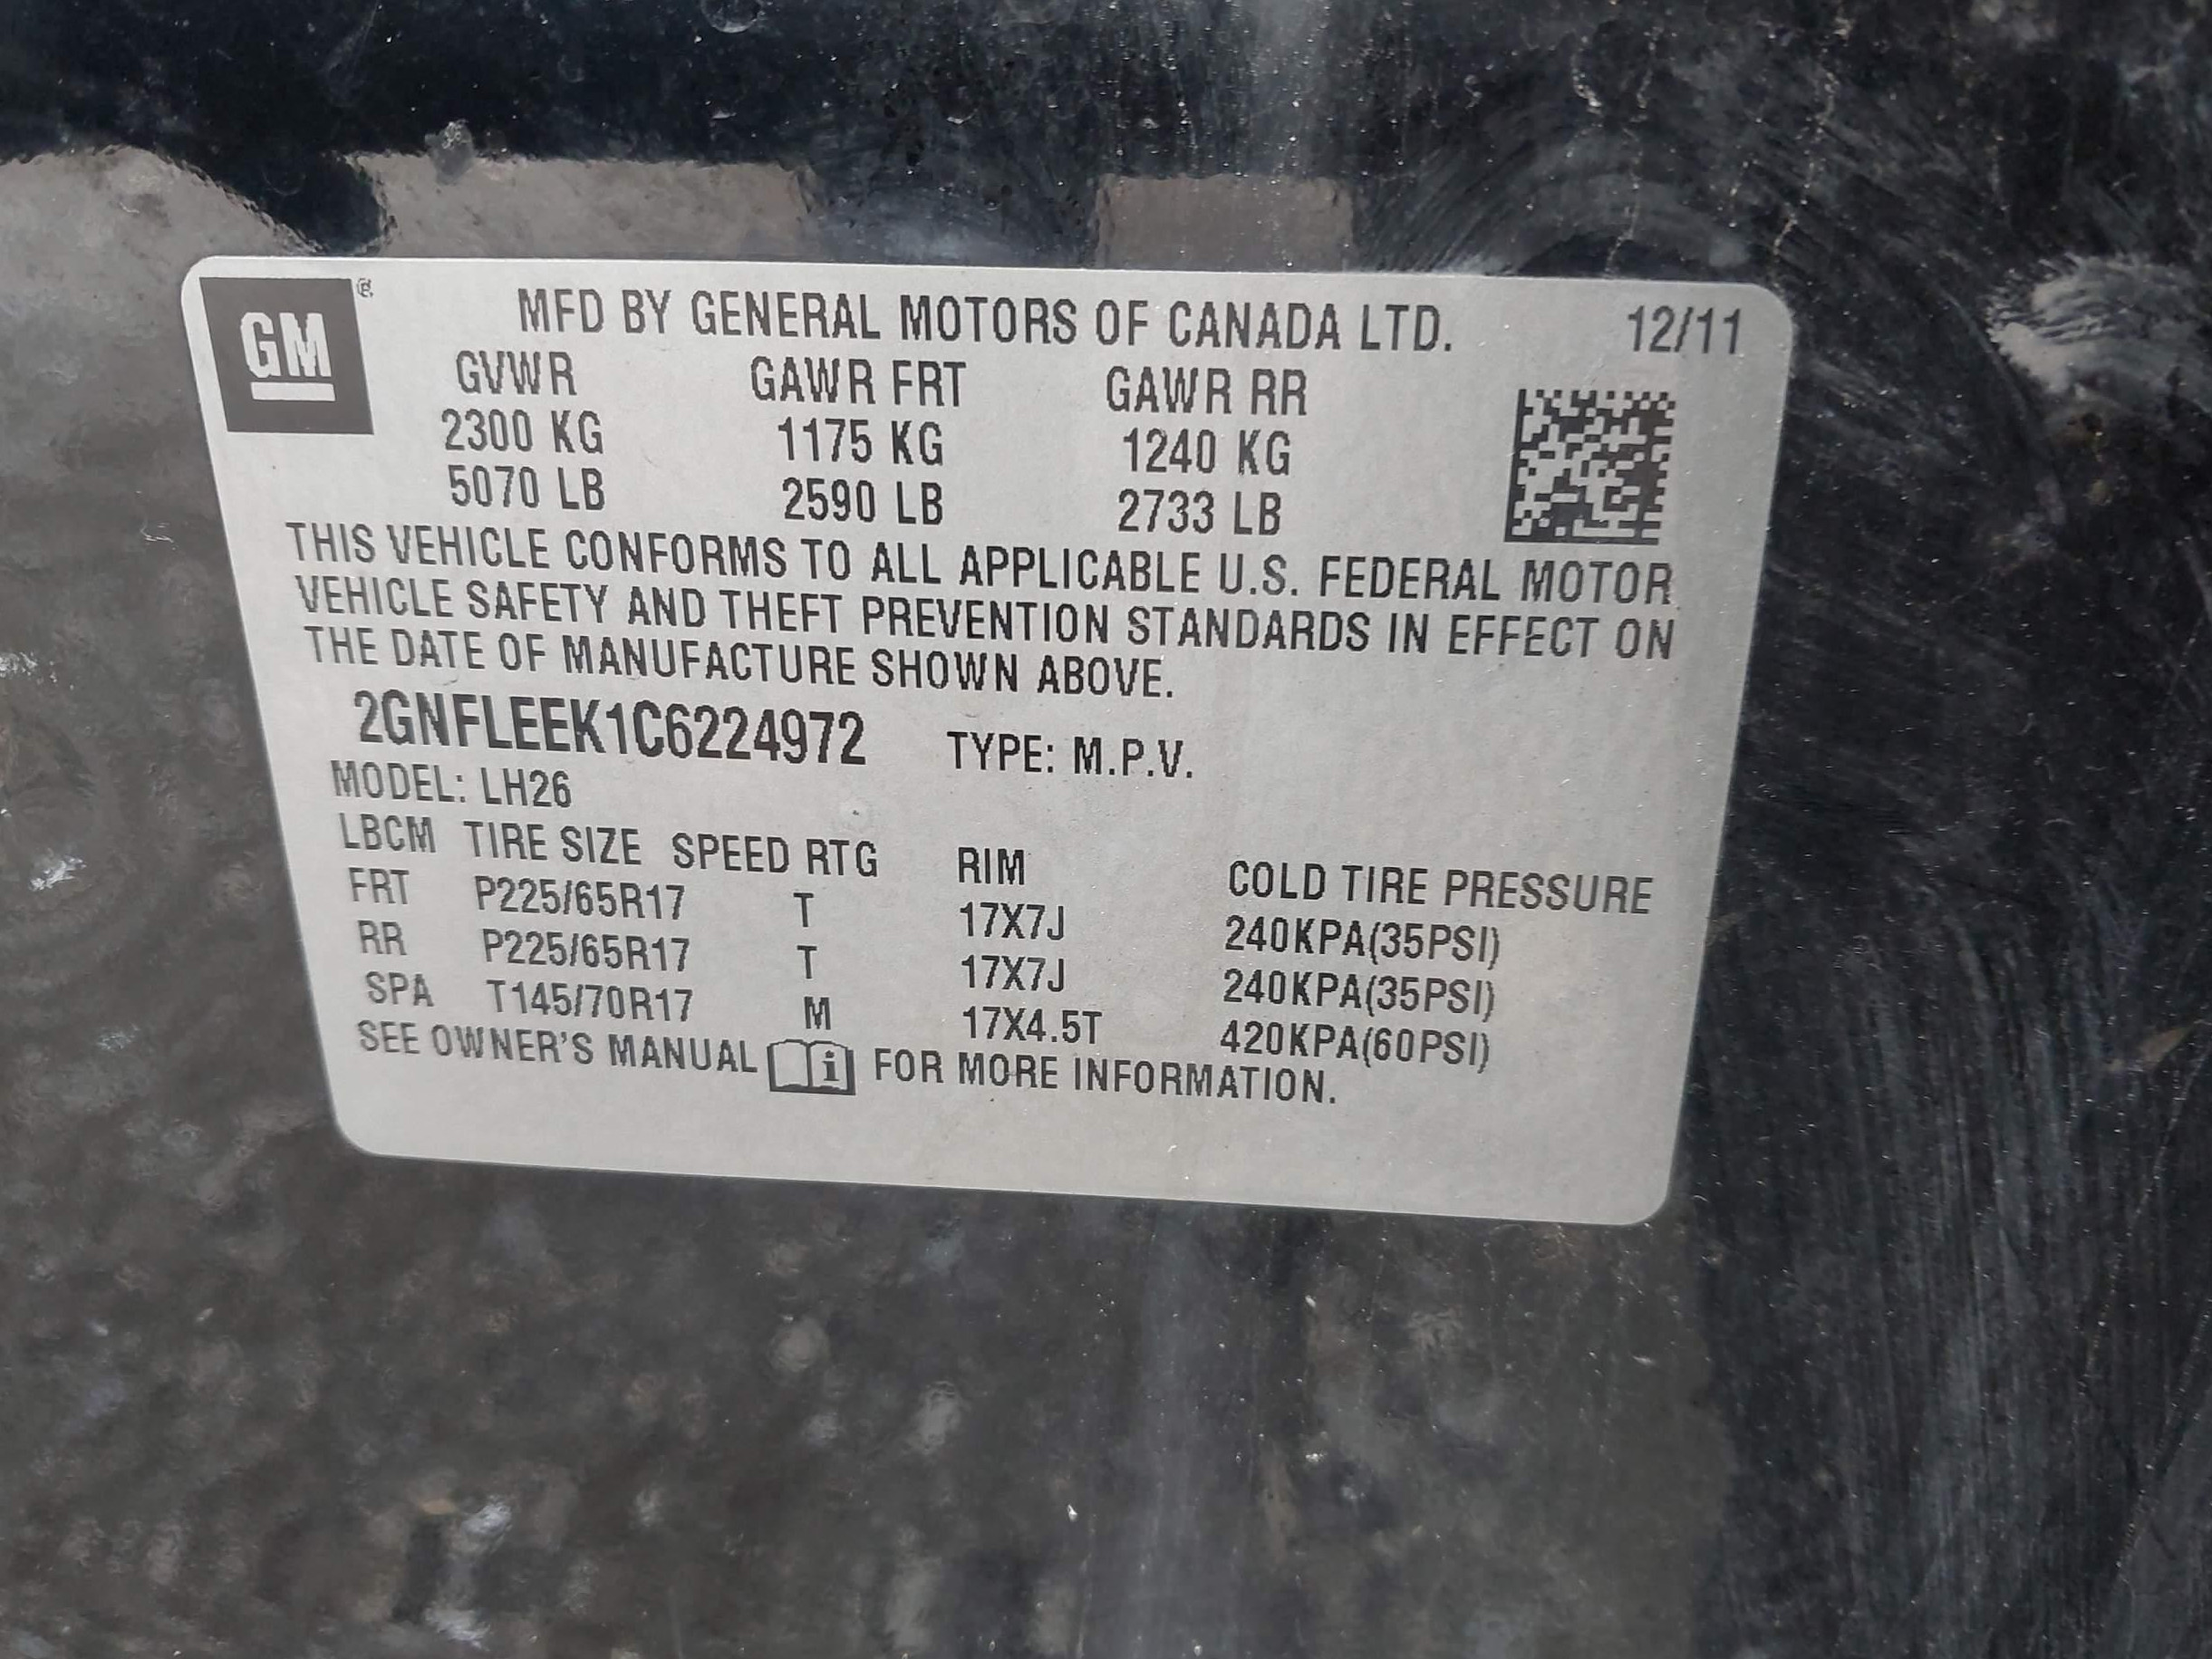 GM ®
MFD BY GENERAL MOTORS OF CANADA LTD. 12/11
GVWR GAWR FRT GAWR RR
2300 KG 1175 KG 1240 KG
5070 LB 2590 LB 2733 LB
THIS VEHICLE CONFORMS TO ALL APPLICABLE U.S. FEDERAL MOTOR
VEHICLE SAFETY AND THEFT PREVENTION STANDARDS IN EFFECT ON
THE DATE OF MANUFACTURE SHOWN ABOVE.
2GNFLEEK1C6224972 TYPE: M.P.V.
MODEL: LH26
LBCM TIRE SIZE SPEED RTG RIM COLD TIRE PRESSURE
FRT P225/65R17 T 17X7J 240KPA(35PSI)
RR P225/65R17 T 17X7J 240KPA(35PSI)
SPA T145/70R17 M 17X4.5T 420KPA(60PSI)
SEE OWNER'S MANUAL i FOR MORE INFORMATION.